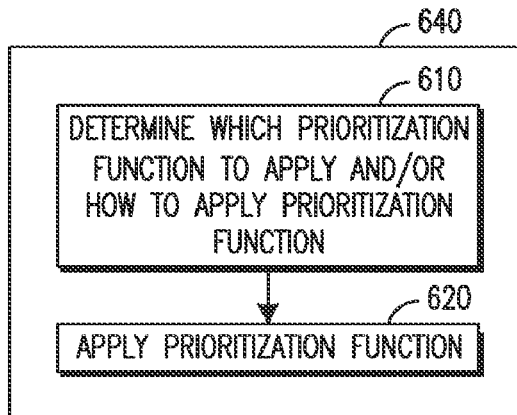 640
610
DETERMINE WHICH PRIORITIZATION
FUNCTION TO APPLY AND/OR
HOW TO APPLY PRIORITIZATION
FUNCTION
620
APPLY PRIORITIZATION FUNCTION